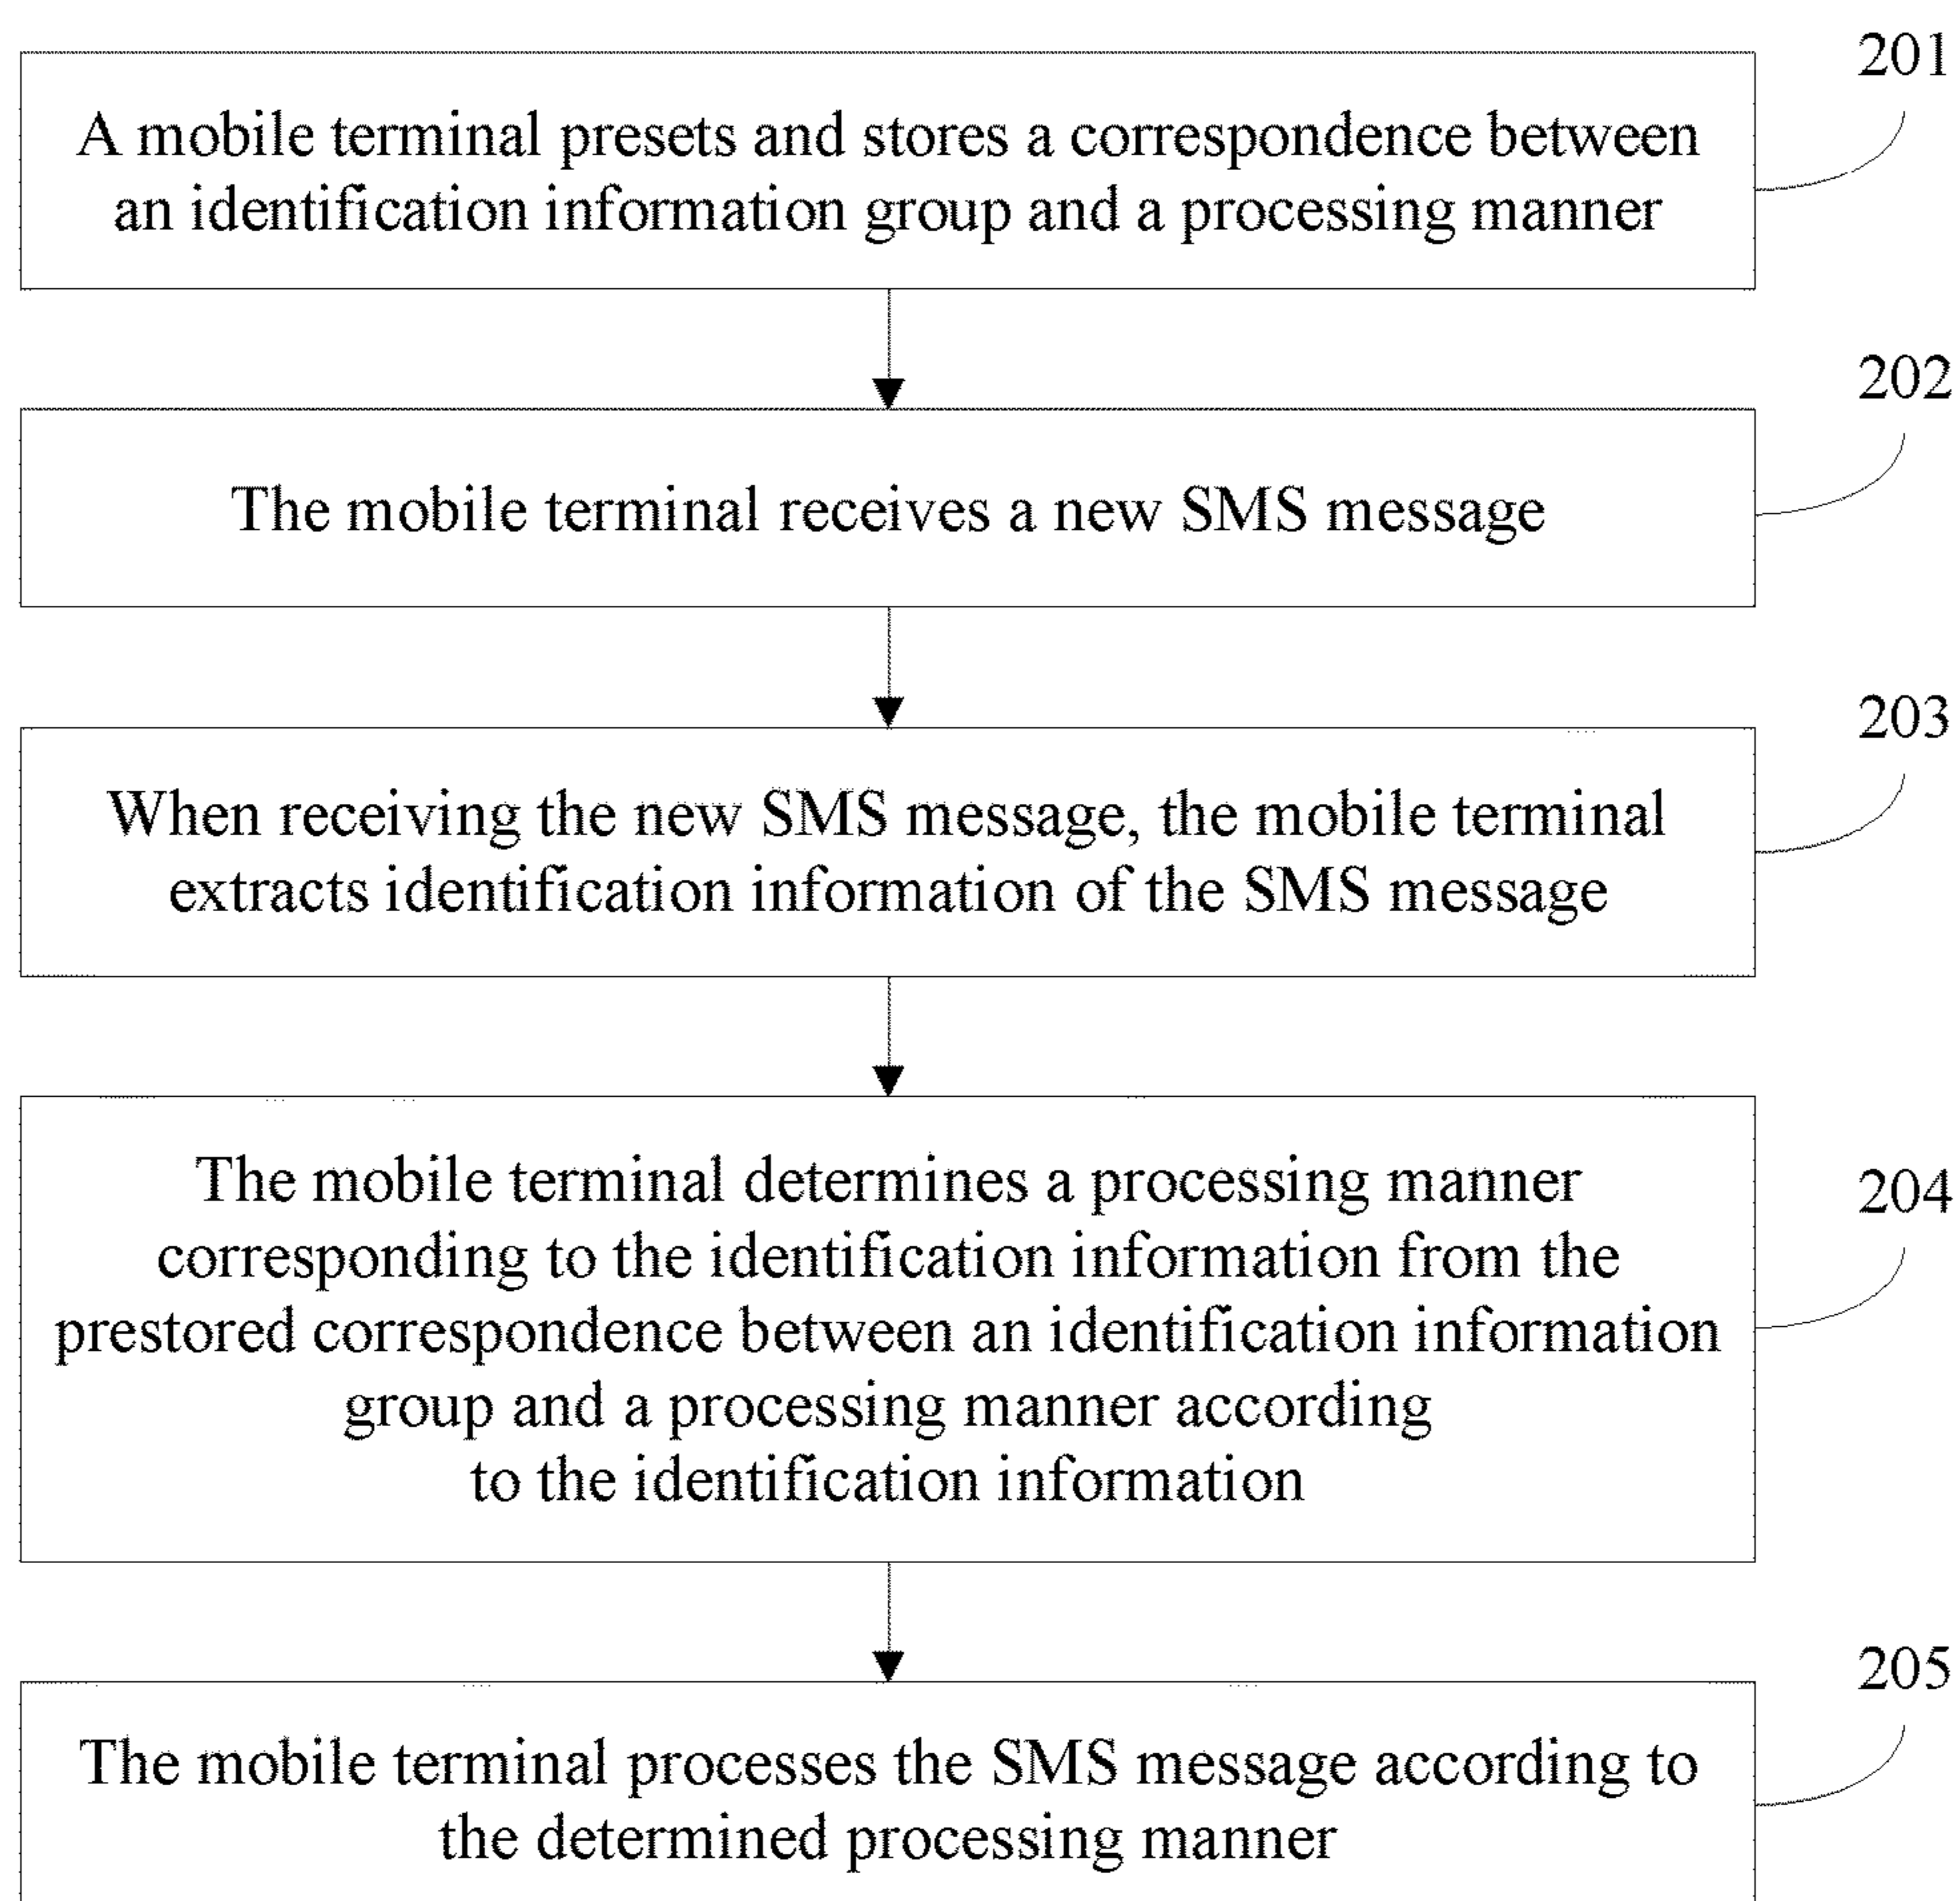 201
A mobile terminal presets and stores a correspondence between
an identification information group and a processing manner
202
The mobile terminal receives a new SMS message
203
When receiving the new SMS message, the mobile terminal
extracts identification information of the SMS message
204
The mobile terminal determines a processing manner
corresponding to the identification information from the
prestored correspondence between an identification information
group and a processing manner according
to the identification information
205
The mobile terminal processes the SMS message according to
the determined processing manner